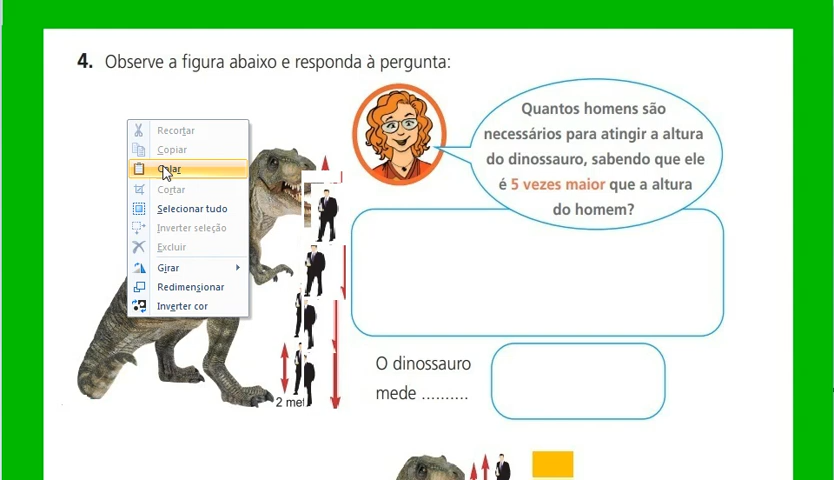 4. Observe a figura abaixo e responda à pergunta:
Quantos homens são
necessários para atingir a altura
do dinossauro, sabendo que ele
é 5 vezes maior que a altura
do homem?
Recortar
Copiar
Colar
Cortar
Selecionar tudo
Inverter seleção
Excluir
Girar
Redimensionar
Inverter cor
2 met
O dinossauro
mede ..........